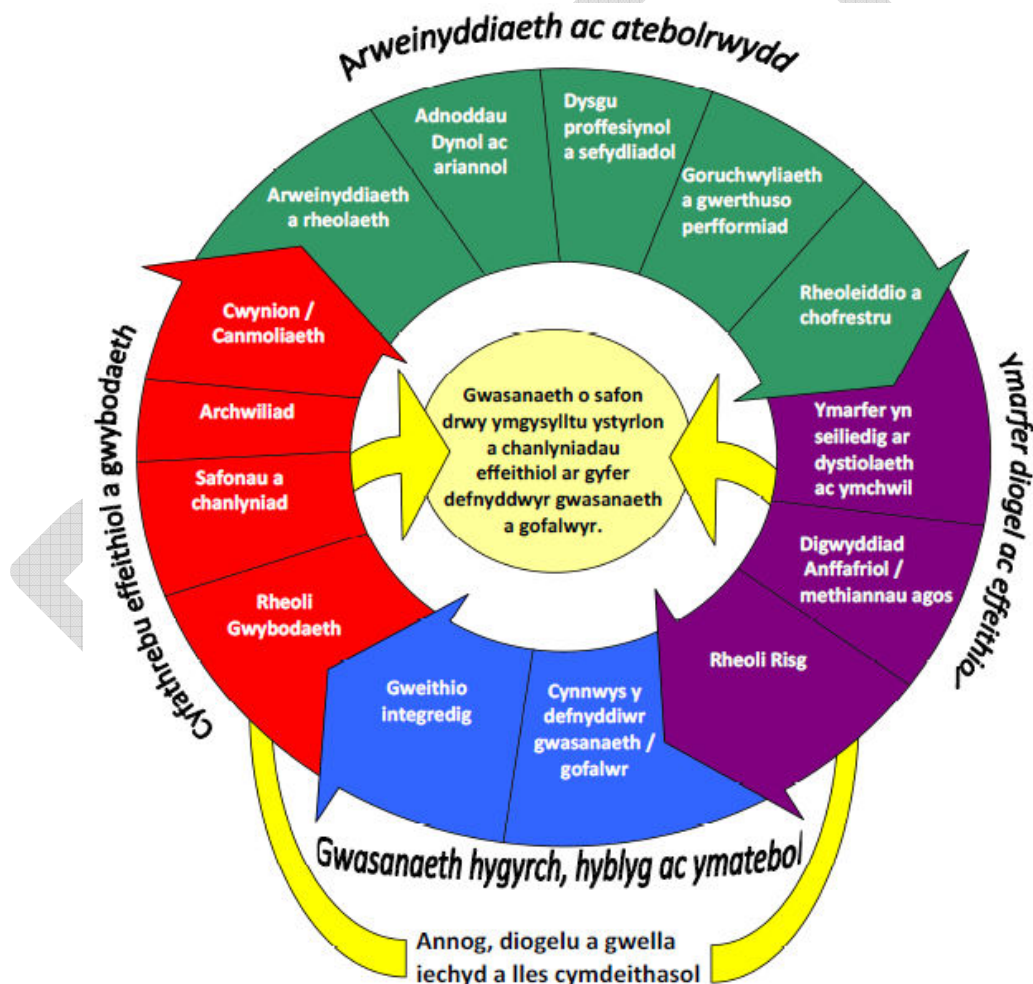 Arweinyddiaeth ac atebolrwydd
Arweinyddiaeth
a rheolaeth
Adnoddau
Dynol ac
ariannol
Dysgu
proffesiynol
a sefydliadol
Goruchwyliaeth
a gwerthuso
perfformiad
Rheoleiddio a
chofrestru
Ymarfer diogel ac effeithiol
Ymarfer yn
seiliedig ar
dystiolaeth
ac ymchwil
Digwyddiad
Anffafriol /
methiannau agos
Rheoli Risg
Gwasanaeth hygyrch, hyblyg ac ymatebol
Cynnwys y
defnyddiwr
gwasanaeth /
gofalwr
Gweithio
integredig
Cyfathrebu effeithiol a gwybodaeth
Rheoli
Gwybodaeth
Safonau a
chanlyniad
Archwiliad
Cwynion /
Canmoliaeth
Gwasanaeth o safon
drwy ymgysylltu ystyrlon
a chanlyniadau
effeithiol ar gyfer
defnyddwyr gwasanaeth
a gofalwyr.
Annog, diogelu a gwella
iechyd a lles cymdeithasol